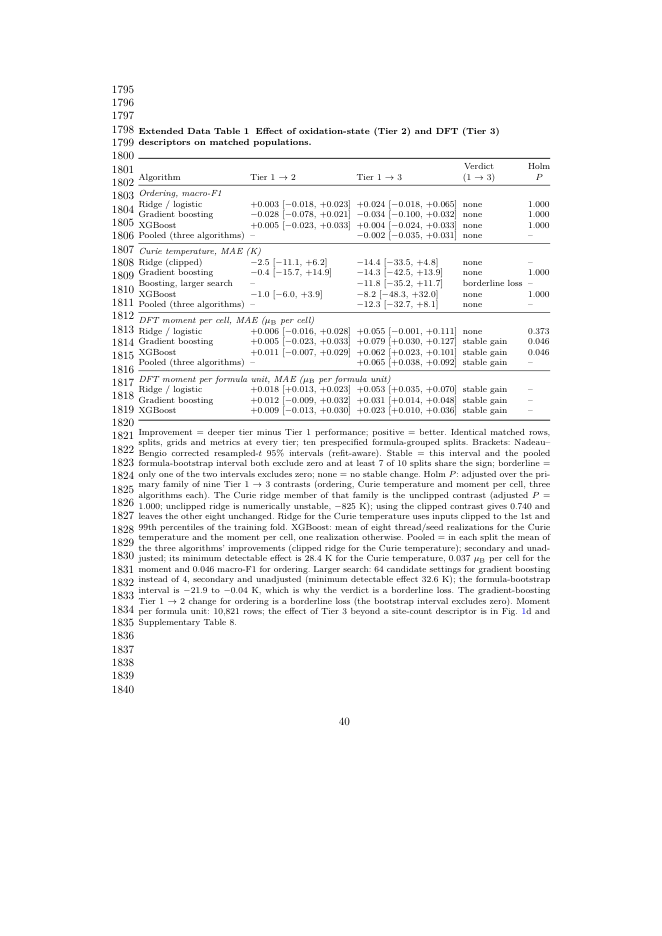 1795
1796
1797
1798 Extended Data Table 1 Effect of oxidation-state (Tier 2) and DFT (Tier 3)
1799 descriptors on matched populations.
1800
1801 Verdict Holm
1802 Algorithm Tier 1 → 2 Tier 1 → 3 (1 → 3) P
1803 Ordering, macro-F1
1804 Ridge / logistic +0.003 [−0.018, +0.023] +0.024 [−0.018, +0.065] none 1.000
1805 Gradient boosting −0.028 [−0.078, +0.021] −0.034 [−0.100, +0.032] none 1.000
XGBoost +0.005 [−0.023, +0.033] +0.004 [−0.024, +0.033] none 1.000
1806 Pooled (three algorithms) – −0.002 [−0.035, +0.031] none –
1807 Curie temperature, MAE (K)
1808 Ridge (clipped) −2.5 [−11.1, +6.2] −14.4 [−33.5, +4.8] none –
1809 Gradient boosting −0.4 [−15.7, +14.9] −14.3 [−42.5, +13.9] none 1.000
1810 Boosting, larger search – −11.8 [−35.2, +11.7] borderline loss –
XGBoost −1.0 [−6.0, +3.9] −8.2 [−48.3, +32.0] none 1.000
1811 Pooled (three algorithms) – −12.3 [−32.7, +8.1] none –
1812 DFT moment per cell, MAE (μB per cell)
1813 Ridge / logistic +0.006 [−0.016, +0.028] +0.055 [−0.001, +0.111] none 0.373
1814 Gradient boosting +0.005 [−0.023, +0.033] +0.079 [+0.030, +0.127] stable gain 0.046
1815 XGBoost +0.011 [−0.007, +0.029] +0.062 [+0.023, +0.101] stable gain 0.046
1816 Pooled (three algorithms) – +0.065 [+0.038, +0.092] stable gain –
1817 DFT moment per formula unit, MAE (μB per formula unit)
1818 Ridge / logistic +0.018 [+0.013, +0.023] +0.053 [+0.035, +0.070] stable gain –
Gradient boosting +0.012 [−0.009, +0.032] +0.031 [+0.014, +0.048] stable gain –
1819 XGBoost +0.009 [−0.013, +0.030] +0.023 [+0.010, +0.036] stable gain –
1820
1821 Improvement = deeper tier minus Tier 1 performance; positive = better. Identical matched rows,
1822 splits, grids and metrics at every tier; ten prespecified formula-grouped splits. Brackets: Nadeau–
Bengio corrected resampled-t 95% intervals (refit-aware). Stable = this interval and the pooled
1823 formula-bootstrap interval both exclude zero and at least 7 of 10 splits share the sign; borderline =
1824 only one of the two intervals excludes zero; none = no stable change. Holm P: adjusted over the pri-
1825 mary family of nine Tier 1 → 3 contrasts (ordering, Curie temperature and moment per cell, three
algorithms each). The Curie ridge member of that family is the unclipped contrast (adjusted P =
1826 1.000; unclipped ridge is numerically unstable, −825 K); using the clipped contrast gives 0.740 and
1827 leaves the other eight unchanged. Ridge for the Curie temperature uses inputs clipped to the 1st and
1828 99th percentiles of the training fold. XGBoost: mean of eight thread/seed realizations for the Curie
1829 temperature and the moment per cell, one realization otherwise. Pooled = in each split the mean of
the three algorithms' improvements (clipped ridge for the Curie temperature); secondary and unad-
1830 justed; its minimum detectable effect is 28.4 K for the Curie temperature, 0.037 μB per cell for the
1831 moment and 0.046 macro-F1 for ordering. Larger search: 64 candidate settings for gradient boosting
1832 instead of 4, secondary and unadjusted (minimum detectable effect 32.6 K); the formula-bootstrap
1833 interval is −21.9 to −0.04 K, which is why the verdict is a borderline loss. The gradient-boosting
Tier 1 → 2 change for ordering is a borderline loss (the bootstrap interval excludes zero). Moment
1834 per formula unit: 10,821 rows; the effect of Tier 3 beyond a site-count descriptor is in Fig. 1d and
1835 Supplementary Table 8.
1836
1837
1838
1839
1840
40